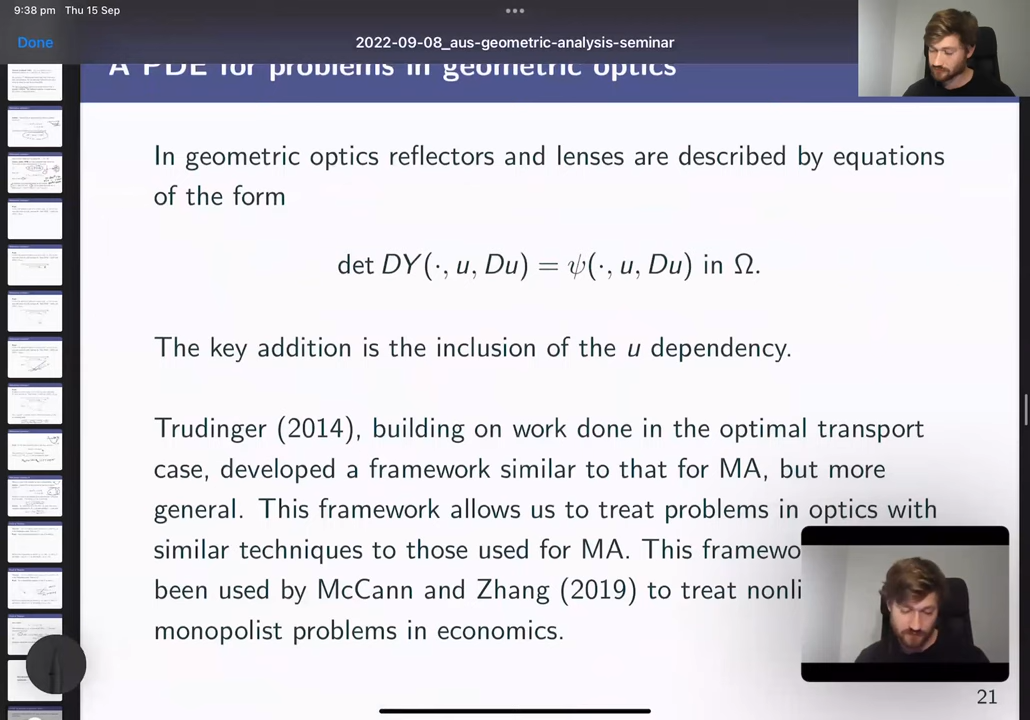 9:38 pm Thu 15 Sep
Done
2022-09-08_aus-geometric-analysis-seminar
A PDE for problems in geometric optics
In geometric optics reflectors and lenses are described by equations
of the form
det DY(·, u, Du) = ψ(·, u, Du) in Ω.
The key addition is the inclusion of the u dependency.
Trudinger (2014), building on work done in the optimal transport
case, developed a framework similar to that for MA, but more
general. This framework allows us to treat problems in optics with
similar techniques to those used for MA. This framewo
been used by McCann and Zhang (2019) to treat nonli
monopolist problems in economics.
21